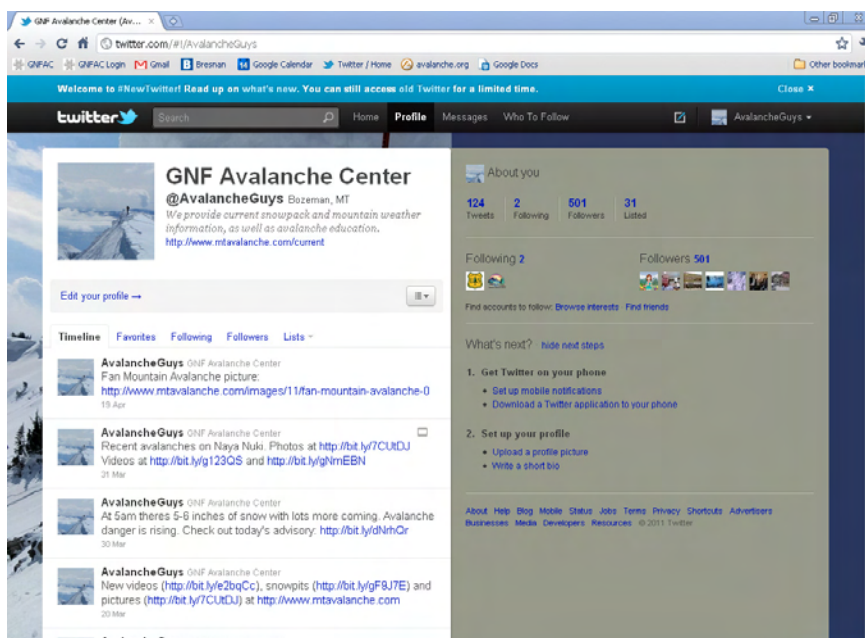 GNF Avalanche Center (Av...
twitter.com/#!/AvalancheGuys
GNFAC GNFAC Login Gmail Bresnan Google Calendar Twitter / Home avalanche.org Google Docs Other bookmar
Welcome to #NewTwitter! Read up on what's new. You can still access old Twitter for a limited time. Close ×
twitter Search Home Profile Messages Who To Follow AvalancheGuys
GNF Avalanche Center
@AvalancheGuys Bozeman, MT
We provide current snowpack and mountain weather
information, as well as avalanche education.
http://www.mtavalanche.com/current
Edit your profile →
Timeline Favorites Following Followers Lists
AvalancheGuys GNF Avalanche Center
Fan Mountain Avalanche picture:
http://www.mtavalanche.com/images/11/fan-mountain-avalanche-0
19 Apr
AvalancheGuys GNF Avalanche Center
Recent avalanches on Naya Nuki. Photos at http://bit.ly/7CUtDJ
Videos at http://bit.ly/g123QS and http://bit.ly/gNmEBN
31 Mar
AvalancheGuys GNF Avalanche Center
At 5am theres 5-6 inches of snow with lots more coming. Avalanche
danger is rising. Check out today's advisory: http://bit.ly/dNrhQr
30 Mar
AvalancheGuys GNF Avalanche Center
New videos (http://bit.ly/e2bqCc), snowpits (http://bit.ly/gF9J7E) and
pictures (http://bit.ly/7CUtDJ) at http://www.mtavalanche.com
20 Mar
About you
124 2 501 31
Tweets Following Followers Listed
Following 2 Followers 501
Find accounts to follow: Browse interests Find friends
What's next? hide next steps
1. Get Twitter on your phone
• Set up mobile notifications
• Download a Twitter application to your phone
2. Set up your profile
• Upload a profile picture
• Write a short bio
About Help Blog Mobile Status Jobs Terms Privacy Shortcuts Advertisers
Businesses Media Developers Resources © 2011 Twitter